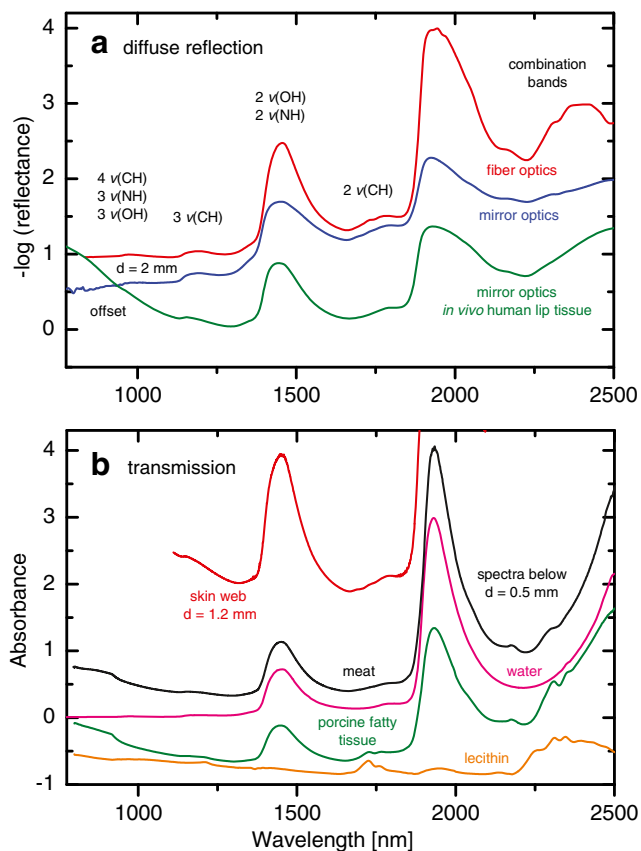 a diffuse reflection
4
3
2
1
0
-log (reflectance)
combination
bands
2 ν(OH)
2 ν(NH)
4 ν(CH)
3 ν(NH)
3 ν(OH)
3 ν(CH)
2 ν(CH)
fiber optics
mirror optics
d = 2 mm
offset
mirror optics
in vivo human lip tissue
1000 1500 2000 2500
b transmission
4
3
2
1
0
-1
Absorbance
skin web
d = 1.2 mm
spectra below
d = 0.5 mm
meat
water
porcine fatty
tissue
lecithin
1000 1500 2000 2500
Wavelength [nm]